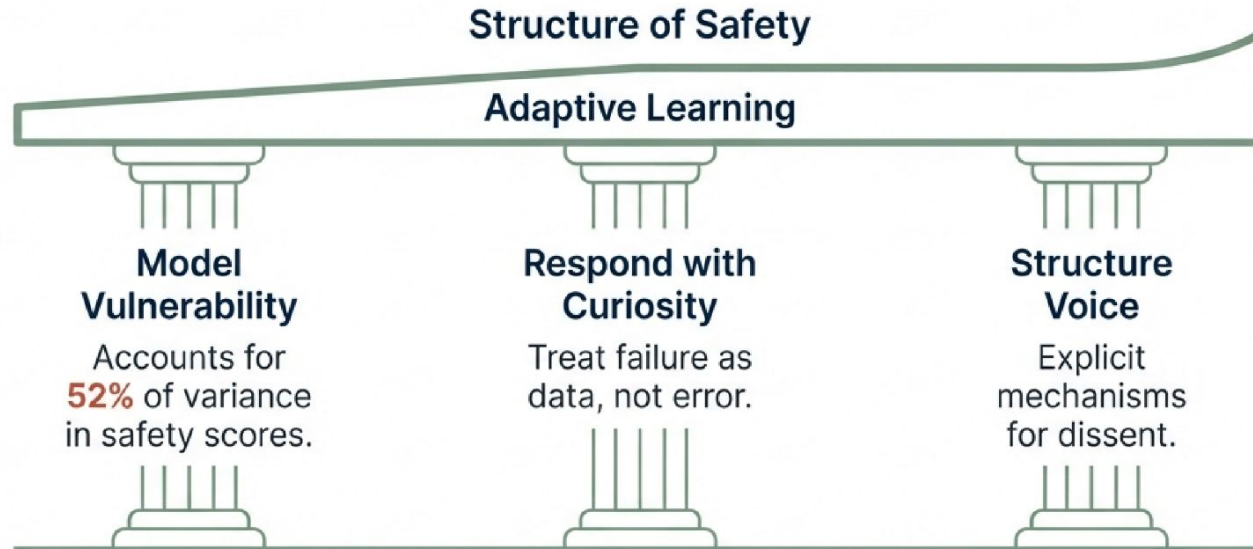 Structure of Safety
Adaptive Learning
Model
Vulnerability
Accounts for
52% of variance
in safety scores.
Respond with
Curiosity
Treat failure as
data, not error.
Structure
Voice
Explicit
mechanisms
for dissent.